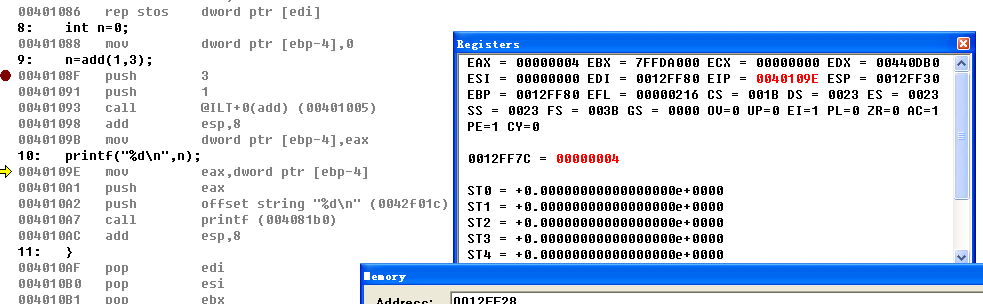 00401086 rep stos dword ptr [edi]
8: int n=0;
00401088 mov dword ptr [ebp-4],0
9: n=add(1,3);
0040108F push 3
00401091 push 1
00401093 call @ILT+0(add) (00401005)
00401098 add esp,8
0040109B mov dword ptr [ebp-4],eax
10: printf("%d\n",n);
0040109E mov eax,dword ptr [ebp-4]
004010A1 push eax
004010A2 push offset string "%d\n" (0042f01c)
004010A7 call printf (004081b0)
004010AC add esp,8
11: }
004010AF pop edi
004010B0 pop esi
004010B1 pop ebx
Registers
EAX = 00000004 EBX = 7FFDA000 ECX = 00000000 EDX = 00440DB0
ESI = 00000000 EDI = 0012FF80 EIP = 0040109E ESP = 0012FF30
EBP = 0012FF80 EFL = 00000216 CS = 001B DS = 0023 ES = 0023
SS = 0023 FS = 003B GS = 0000 OV=0 UP=0 EI=1 PL=0 ZR=0 AC=1
PE=1 CY=0
0012FF7C = 00000004
ST0 = +0.00000000000000000e+0000
ST1 = +0.00000000000000000e+0000
ST2 = +0.00000000000000000e+0000
ST3 = +0.00000000000000000e+0000
ST4 = +0.00000000000000000e+0000
Memory
Address: 0012FF28